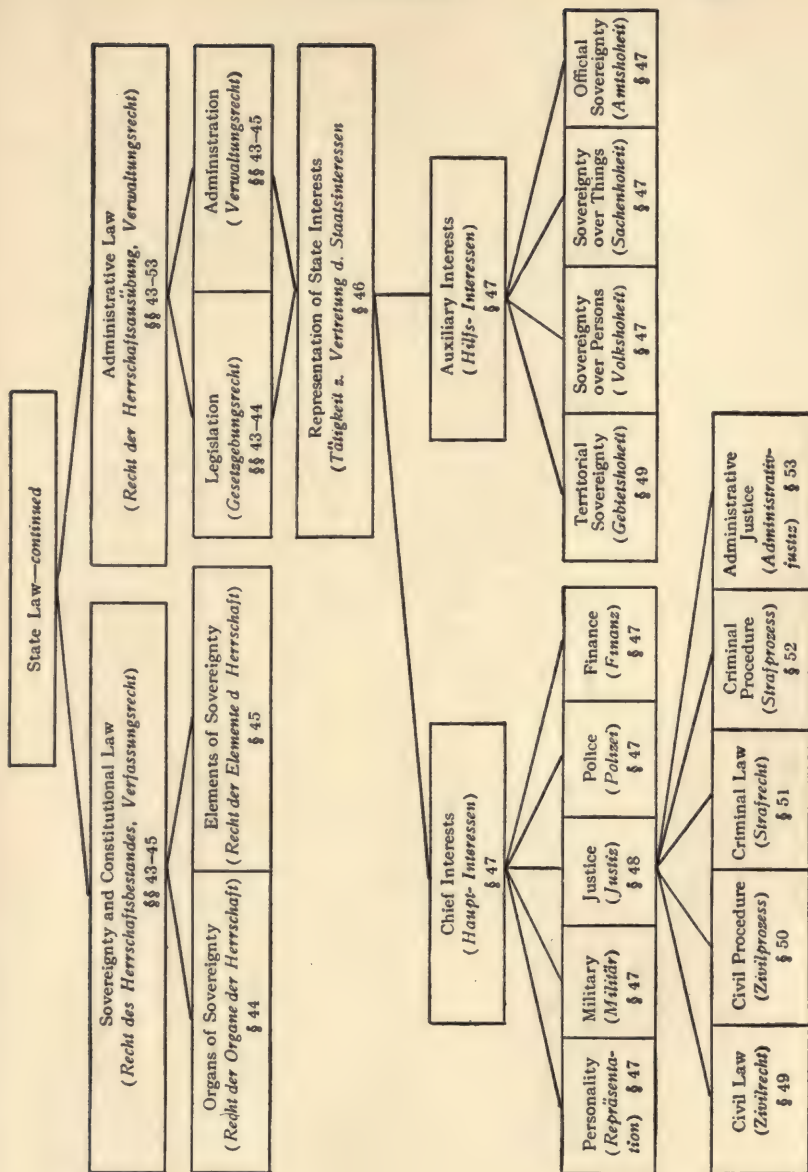 State Law—continued
Sovereignty and Constitutional Law
(Recht des Herrschaftsbestandes, Verfassungsrecht)
§§ 43–45
Administrative Law
(Recht der Herrschaftsausübung, Verwaltungsrecht)
§§ 43–53
Organs of Sovereignty
(Recht der Organe der Herrschaft)
§ 44
Elements of Sovereignty
(Recht der Elemente d Herrschaft)
§ 45
Legislation
(Gesetzgebungsrecht)
§§ 43–44
Administration
(Verwaltungsrecht)
§§ 43–45
Representation of State Interests
(Tätigkeit z. Vertretung d. Staatsinteressen
§ 46
Chief Interests
(Haupt- Interessen)
§ 47
Auxiliary Interests
(Hilfs- Interessen)
§ 47
Personality
(Repräsenta-
tion) § 47
Military
(Militär)
§ 47
Justice
(Justiz)
§ 48
Police
(Polizei)
§ 47
Finance
(Finanz)
§ 47
Territorial
Sovereignty
(Gebietshoheit)
§ 49
Sovereignty
over Persons
(Volkshoheit)
§ 47
Sovereignty
over Things
(Sachenhoheit)
§ 47
Official
Sovereignty
(Amtshoheit)
§ 47
Civil Law
(Zivilrecht)
§ 49
Civil Procedure
(Zivilprozess)
§ 50
Criminal Law
(Strafrecht)
§ 51
Criminal
Procedure
(Strafprozess)
§ 52
Administrative
Justice
(Administrativ-
justiz) § 53